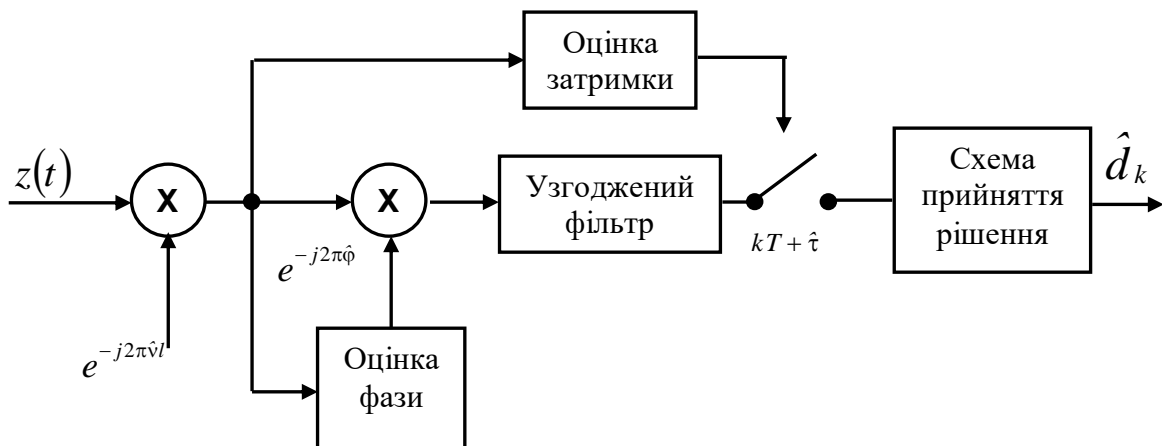 Оцінка
затримки
z(t)
X
X
Узгоджений
фільтр
Схема
прийняття
рішення
d̂ₖ
kT + τ̂
e^{−j2πφ̂}
e^{−j2πν̂l}
Оцінка
фази